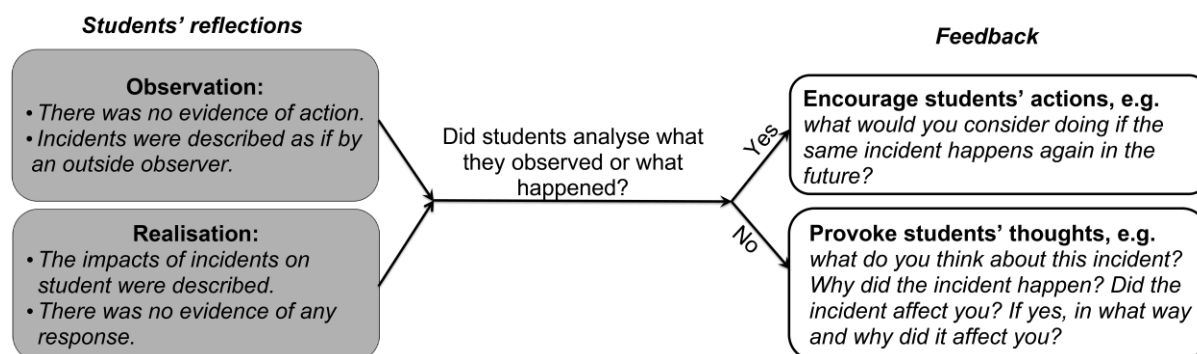 Students’ reflections
Observation:
• There was no evidence of action.
• Incidents were described as if by
an outside observer.
Realisation:
• The impacts of incidents on
student were described.
• There was no evidence of any
response.
Did students analyse what
they observed or what
happened?
Yes
No
Feedback
Encourage students’ actions, e.g.
what would you consider doing if the
same incident happens again in the
future?
Provoke students’ thoughts, e.g.
what do you think about this incident?
Why did the incident happen? Did the
incident affect you? If yes, in what way
and why did it affect you?